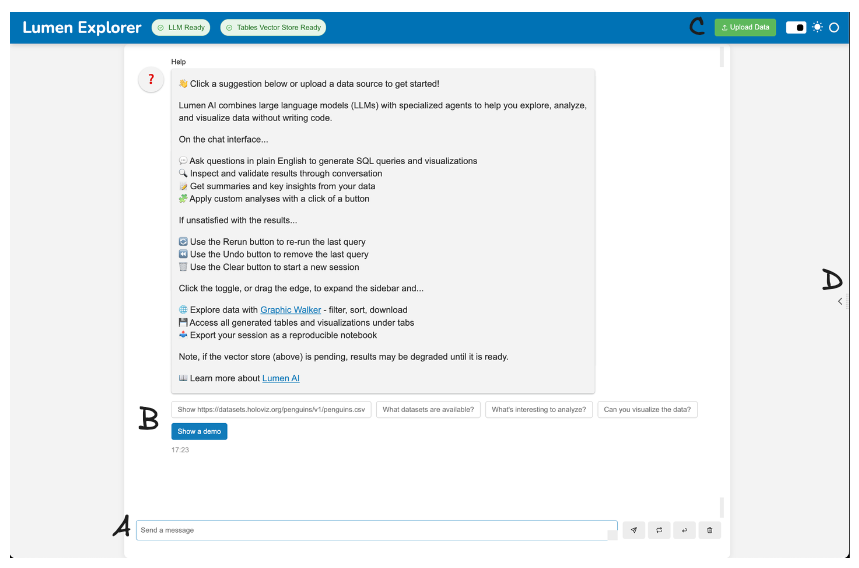 Lumen Explorer LLM Ready Tables Vector Store Ready C Upload Data
Help
?
👋 Click a suggestion below or upload a data source to get started!
Lumen AI combines large language models (LLMs) with specialized agents to help you explore, analyze,
and visualize data without writing code.
On the chat interface...
💬 Ask questions in plain English to generate SQL queries and visualizations
🔍 Inspect and validate results through conversation
📝 Get summaries and key insights from your data
🧩 Apply custom analyses with a click of a button
If unsatisfied with the results...
🔄 Use the Rerun button to re-run the last query
⏪ Use the Undo button to remove the last query
🗑️ Use the Clear button to start a new session
Click the toggle, or drag the edge, to expand the sidebar and...
D
🌐 Explore data with Graphic Walker - filter, sort, download
💾 Access all generated tables and visualizations under tabs
📤 Export your session as a reproducible notebook
Note, if the vector store (above) is pending, results may be degraded until it is ready.
📖 Learn more about Lumen AI
B
Show https://datasets.holoviz.org/penguins/v1/penguins.csv What datasets are available? What's interesting to analyze? Can you visualize the data?
Show a demo
17:23
A
Send a message